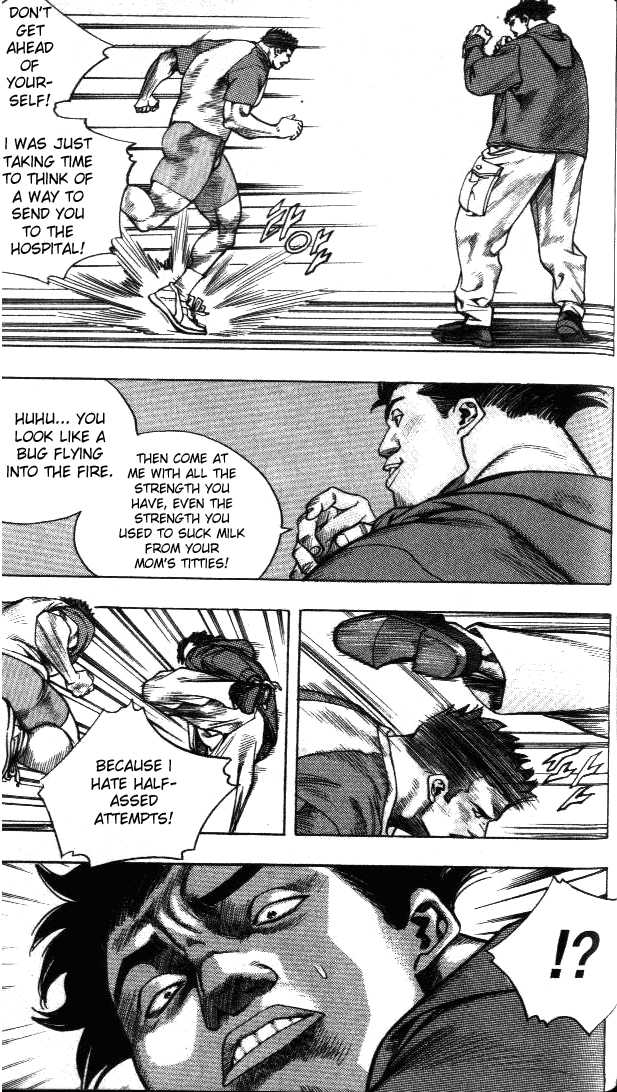 DON'T
GET
AHEAD
OF
YOUR-
SELF!
I WAS JUST
TAKING TIME
TO THINK OF
A WAY TO
SEND YOU
TO THE
HOSPITAL!
HUHU... YOU
LOOK LIKE A
BUG FLYING
INTO THE FIRE.
THEN COME AT
ME WITH ALL THE
STRENGTH YOU
HAVE, EVEN THE
STRENGTH YOU
USED TO SUCK MILK
FROM YOUR
MOM'S TITTIES!
BECAUSE I
HATE HALF-
ASSED
ATTEMPTS!
!?